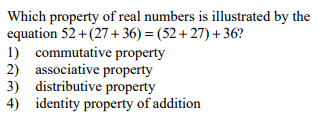 Which property of real numbers is illustrated by the
equation 52 + (27 + 36) = (52 + 27) + 36?
1) commutative property
2) associative property
3) distributive property
4) identity property of addition